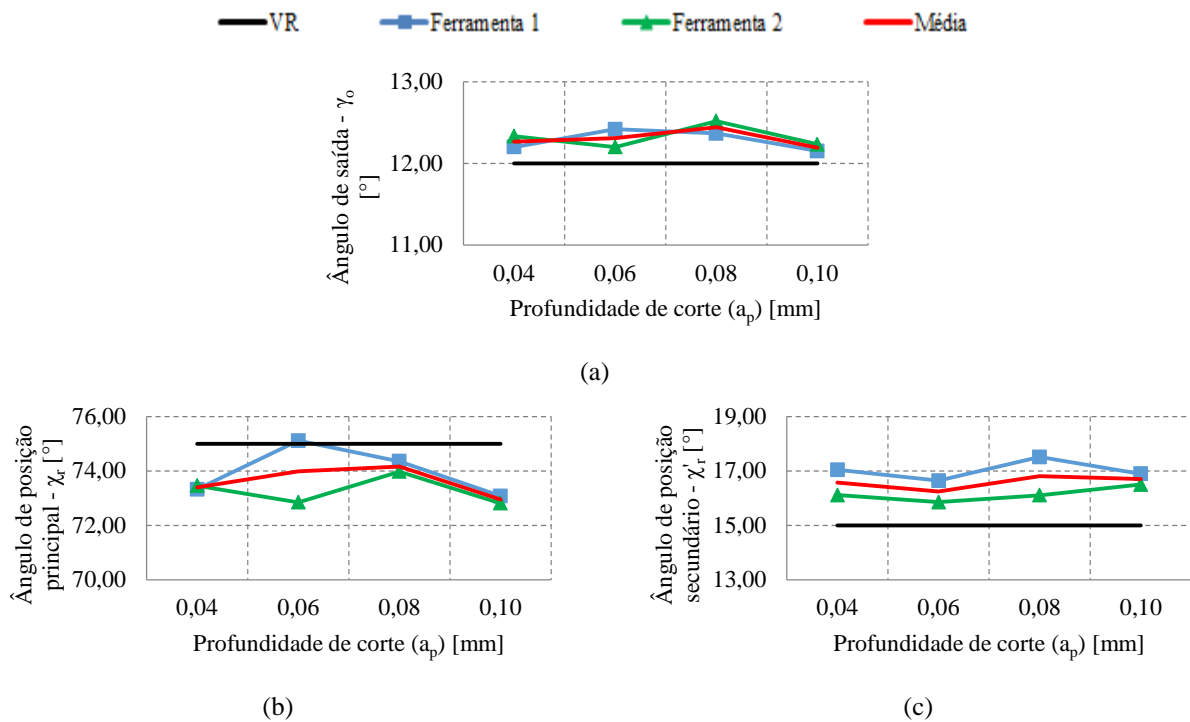 VR Ferramenta 1 Ferramenta 2 Média
Ângulo de saída - γo
[°]
13,00
12,00
11,00
0,04 0,06 0,08 0,10
Profundidade de corte (ap) [mm]
(a)
Ângulo de posição
principal - χr [°]
76,00
74,00
72,00
70,00
0,04 0,06 0,08 0,10
Profundidade de corte (ap) [mm]
(b)
Ângulo de posição
secundário - χ'r [°]
19,00
17,00
15,00
13,00
0,04 0,06 0,08 0,10
Profundidade de corte (ap) [mm]
(c)